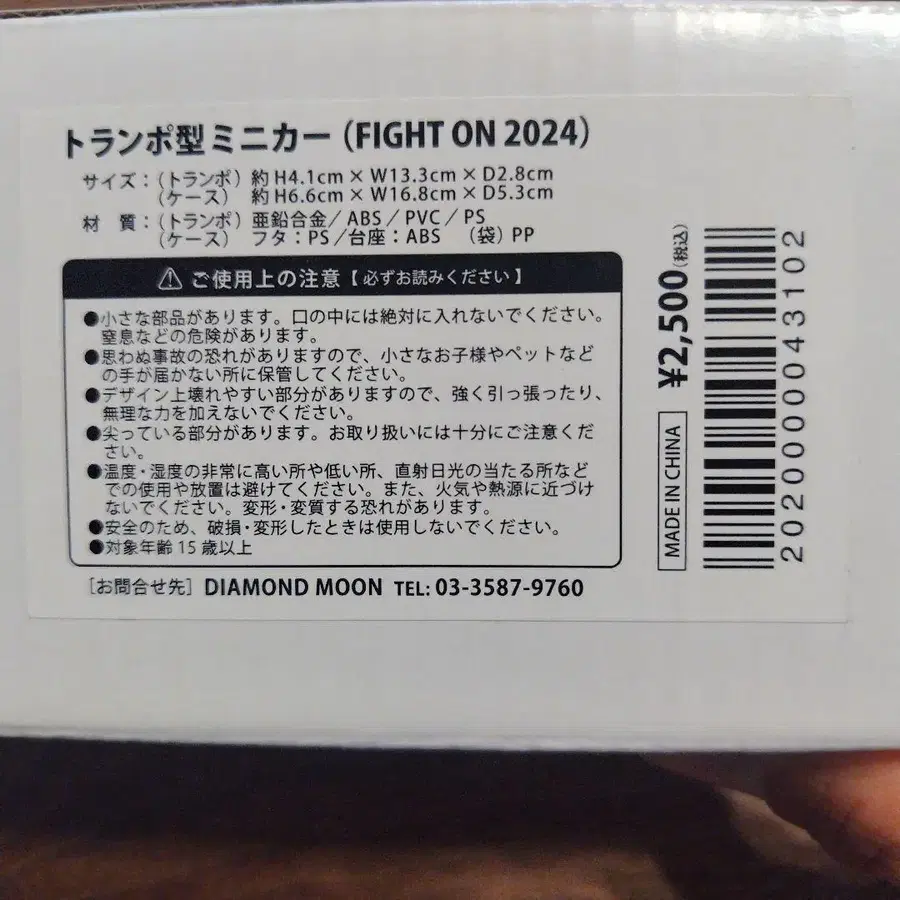 トランポ型ミニカー（FIGHT ON 2024）
サイズ：（トランポ）約 H4.1cm × W13.3cm × D2.8cm
（ケース）約 H6.6cm × W16.8cm × D5.3cm
材 質：（トランポ）亜鉛合金／ABS／PVC／PS
（ケース）フタ：PS／台座：ABS （袋）PP
⚠ ご使用上の注意【必ずお読みください】
●小さな部品があります。口の中には絶対に入れないでください。
窒息などの危険があります。
●思わぬ事故の恐れがありますので、小さなお子様やペットなど
の手が届かない所に保管してください。
●デザイン上壊れやすい部分がありますので、強く引っ張ったり、
無理な力を加えないでください。
●尖っている部分があります。お取り扱いには十分にご注意くだ
さい。
●温度・湿度の非常に高い所や低い所、直射日光の当たる所など
での使用や放置は避けてください。また、火気や熱源に近づけ
ないでください。変形・変質する恐れがあります。
●安全のため、破損・変形したときは使用しないでください。
●対象年齢 15 歳以上
［お問合せ先］DIAMOND MOON TEL: 03-3587-9760
¥2,500(税込)
MADE IN CHINA
2020000043102